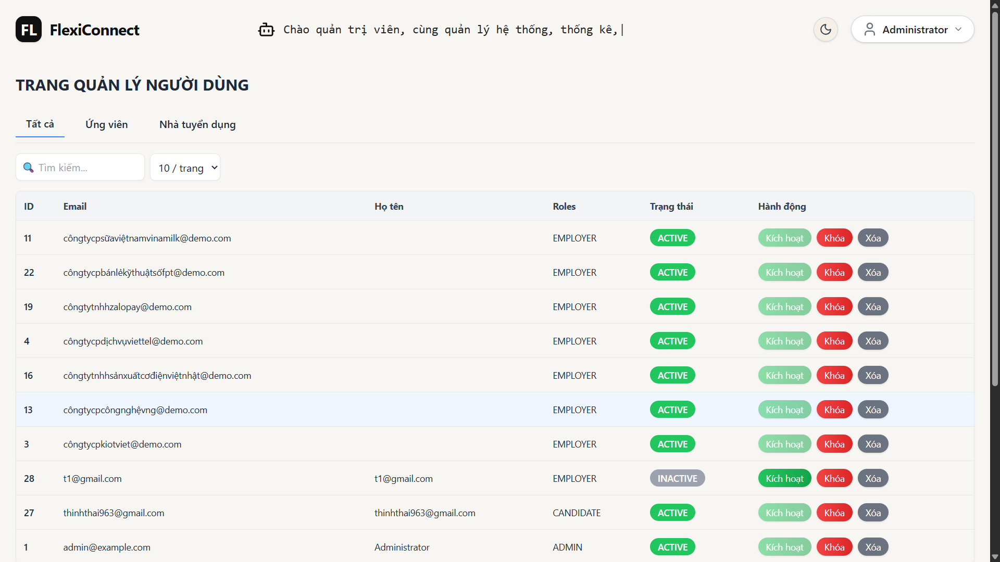 FL FlexiConnect
Chào quản trị viên, cùng quản lý hệ thống, thống kê,|
Administrator
TRANG QUẢN LÝ NGƯỜI DÙNG
Tất cả Ứng viên Nhà tuyển dụng
Tìm kiếm... 10 / trang
ID Email Họ tên Roles Trạng thái Hành động
11 côngtycpsữaviệtnamvinamilk@demo.com EMPLOYER ACTIVE Kích hoạt Khóa Xóa
22 côngtycpbánlẻkỹthuậtsốfpt@demo.com EMPLOYER ACTIVE Kích hoạt Khóa Xóa
19 côngtytnhhzalopay@demo.com EMPLOYER ACTIVE Kích hoạt Khóa Xóa
4 côngtycpdịchvụviettel@demo.com EMPLOYER ACTIVE Kích hoạt Khóa Xóa
16 côngtytnhhsảnxuấtcơđiệnviệtnhật@demo.com EMPLOYER ACTIVE Kích hoạt Khóa Xóa
13 côngtycpcôngnghệvng@demo.com EMPLOYER ACTIVE Kích hoạt Khóa Xóa
3 côngtycpkiotviet@demo.com EMPLOYER ACTIVE Kích hoạt Khóa Xóa
28 t1@gmail.com t1@gmail.com EMPLOYER INACTIVE Kích hoạt Khóa Xóa
27 thinhthai963@gmail.com thinhthai963@gmail.com CANDIDATE ACTIVE Kích hoạt Khóa Xóa
1 admin@example.com Administrator ADMIN ACTIVE Kích hoạt Khóa Xóa